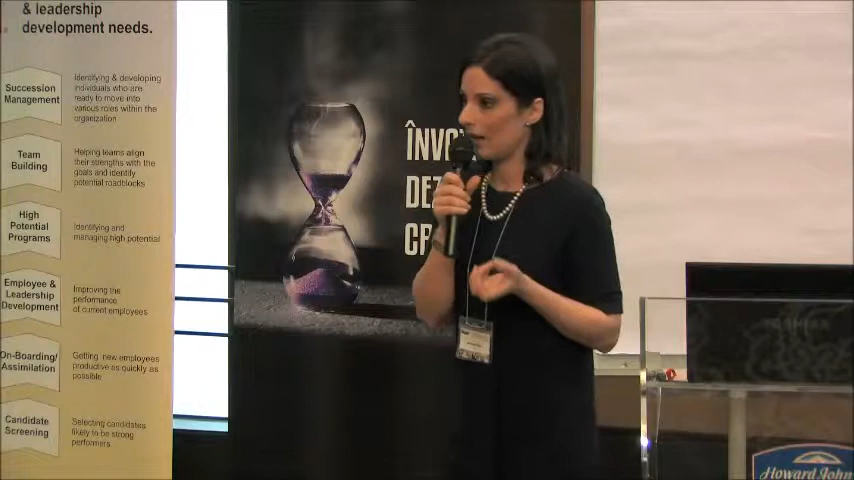 & leadership
development needs.
Succession
Management
Identifying & developing
individuals who are
ready to move into
various roles within the
organization
Team
Building
Helping teams align
their strengths with the
goals and identify
potential roadblocks
High
Potential
Programs
Identifying and
managing high potential
Employee &
Leadership
Development
Improving the
performance
of current employees
On-Boarding/
Assimilation
Getting new employees
productive as quickly as
possible
Candidate
Screening
Selecting candidates
likely to be strong
performers
TOSHIBA
Howard John